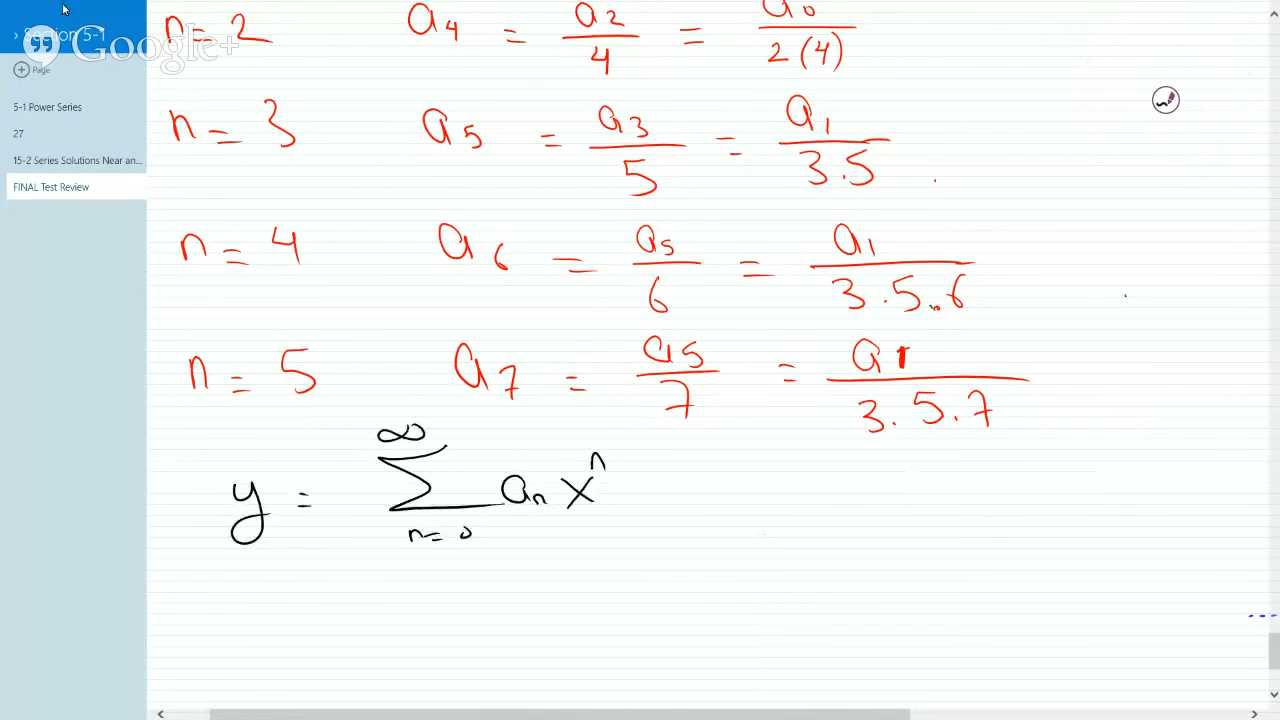 Section 5-1
Google+
Page
5-1 Power Series
27
15-2 Series Solutions Near an...
FINAL Test Review
n = 2 a₄ = a₂/4 = a₀/2(4)
n = 3 a₅ = a₃/5 = a₁/3.5
n = 4 a₆ = a₅/6 = a₁/3.5.6
n = 5 a₇ = a₅/7 = a₁/3.5.7
y = ∑_{n=0}^{∞} aₙ xⁿ